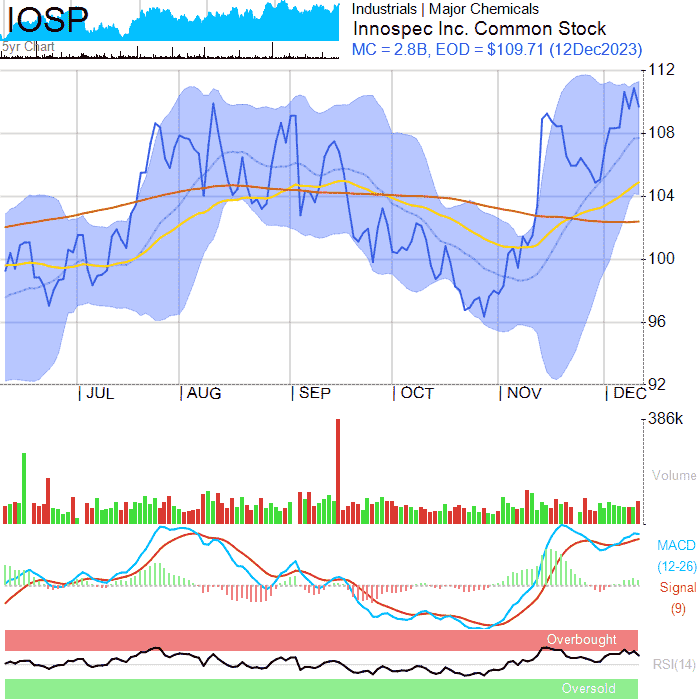 IOSP
Industrials | Major Chemicals
Innospec Inc. Common Stock
5yr Chart
MC = 2.8B, EOD = $109.71 (12Dec2023)
112
108
104
100
96
92
JUL AUG SEP OCT NOV DEC
386k
Volume
MACD
(12-26)
Signal
(9)
Overbought
RSI(14)
Oversold